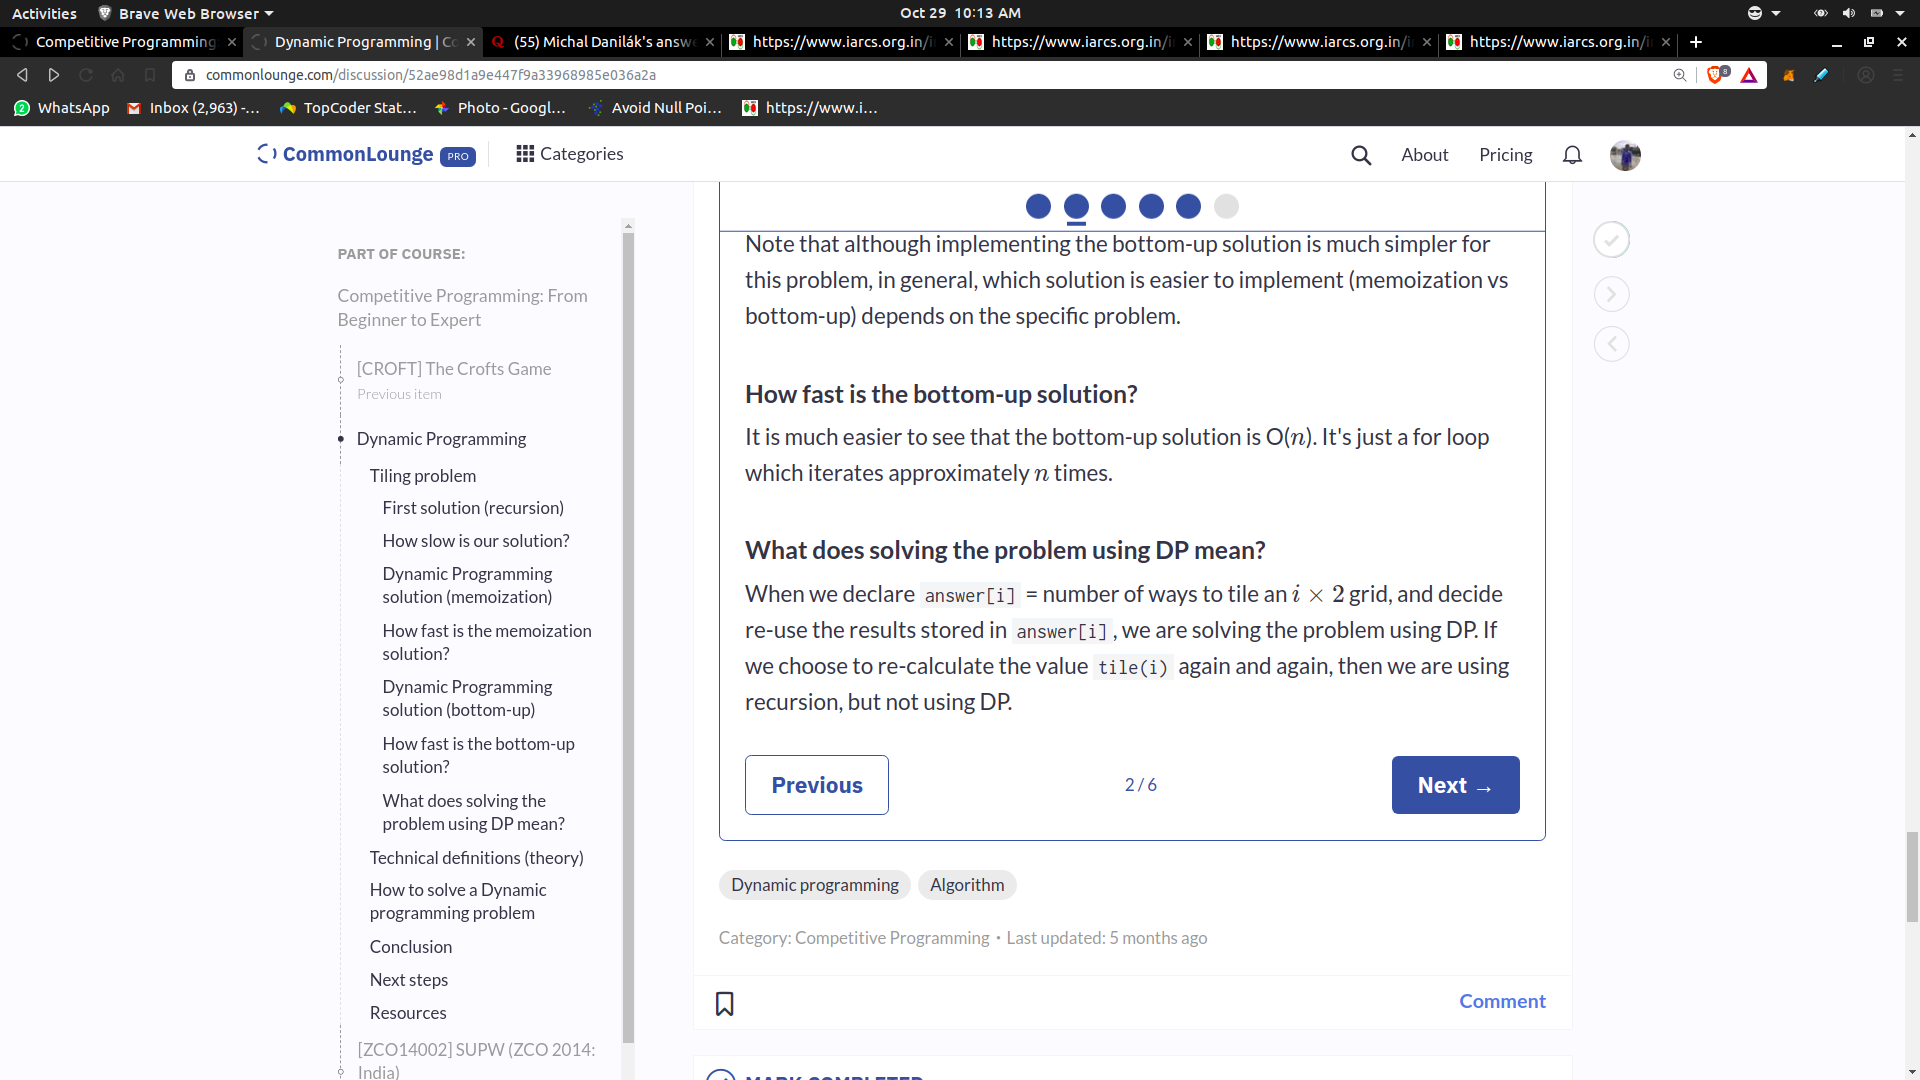 Activities
Brave Web Browser
Oct 29 10:13 AM
Competitive Programming
Dynamic Programming | Co
(55) Michal Danilák's answe
https://www.iarcs.org.in/i
https://www.iarcs.org.in/i
https://www.iarcs.org.in/i
https://www.iarcs.org.in/i
commonlounge.com/discussion/52ae98d1a9e447f9a33968985e036a2a
8
WhatsApp
Inbox (2,963) -...
TopCoder Stat...
Photo - Googl...
Avoid Null Poi...
https://www.i...
CommonLounge PRO
Categories
About
Pricing
PART OF COURSE:
Competitive Programming: From
Beginner to Expert
[CROFT] The Crofts Game
Previous item
Dynamic Programming
Tiling problem
First solution (recursion)
How slow is our solution?
Dynamic Programming
solution (memoization)
How fast is the memoization
solution?
Dynamic Programming
solution (bottom-up)
How fast is the bottom-up
solution?
What does solving the
problem using DP mean?
Technical definitions (theory)
How to solve a Dynamic
programming problem
Conclusion
Next steps
Resources
[ZCO14002] SUPW (ZCO 2014:
India)
Note that although implementing the bottom-up solution is much simpler for
this problem, in general, which solution is easier to implement (memoization vs
bottom-up) depends on the specific problem.
How fast is the bottom-up solution?
It is much easier to see that the bottom-up solution is O(n). It's just a for loop
which iterates approximately n times.
What does solving the problem using DP mean?
When we declare answer[i] = number of ways to tile an i × 2 grid, and decide
re-use the results stored in answer[i], we are solving the problem using DP. If
we choose to re-calculate the value tile(i) again and again, then we are using
recursion, but not using DP.
Previous
2 / 6
Next →
Dynamic programming
Algorithm
Category: Competitive Programming • Last updated: 5 months ago
Comment
MARK COMPLETED